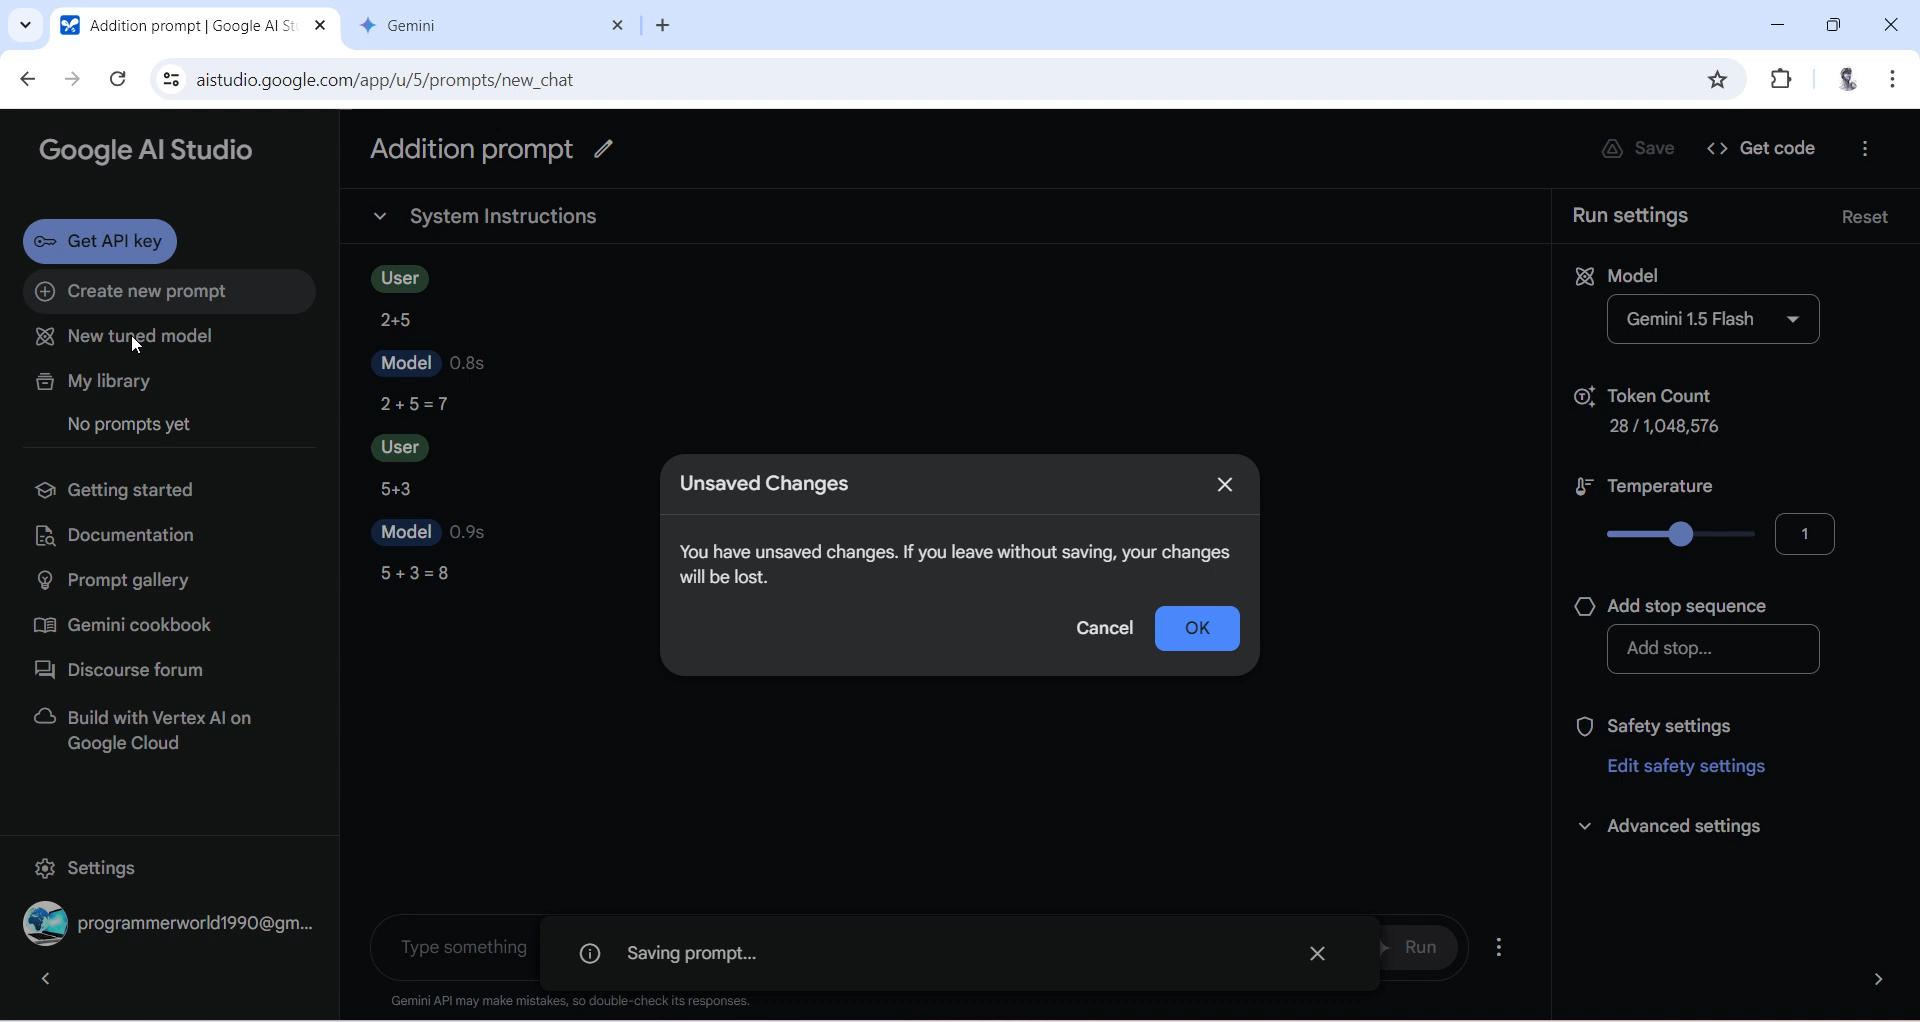 Addition prompt | Google AI St
Gemini
aistudio.google.com/app/u/5/prompts/new_chat
Google AI Studio
Get API key
Create new prompt
New tuned model
My library
No prompts yet
Getting started
Documentation
Prompt gallery
Gemini cookbook
Discourse forum
Build with Vertex AI on
Google Cloud
Settings
programmerworld1990@gm...
Addition prompt
Save
<> Get code
System Instructions
User
2+5
Model 0.8s
2 + 5 = 7
User
5+3
Model 0.9s
5 + 3 = 8
Unsaved Changes
You have unsaved changes. If you leave without saving, your changes
will be lost.
Cancel
OK
Type something
Saving prompt...
Run
Gemini API may make mistakes, so double-check its responses.
Run settings
Reset
Model
Gemini 1.5 Flash
Token Count
28 / 1,048,576
Temperature
1
Add stop sequence
Add stop...
Safety settings
Edit safety settings
Advanced settings